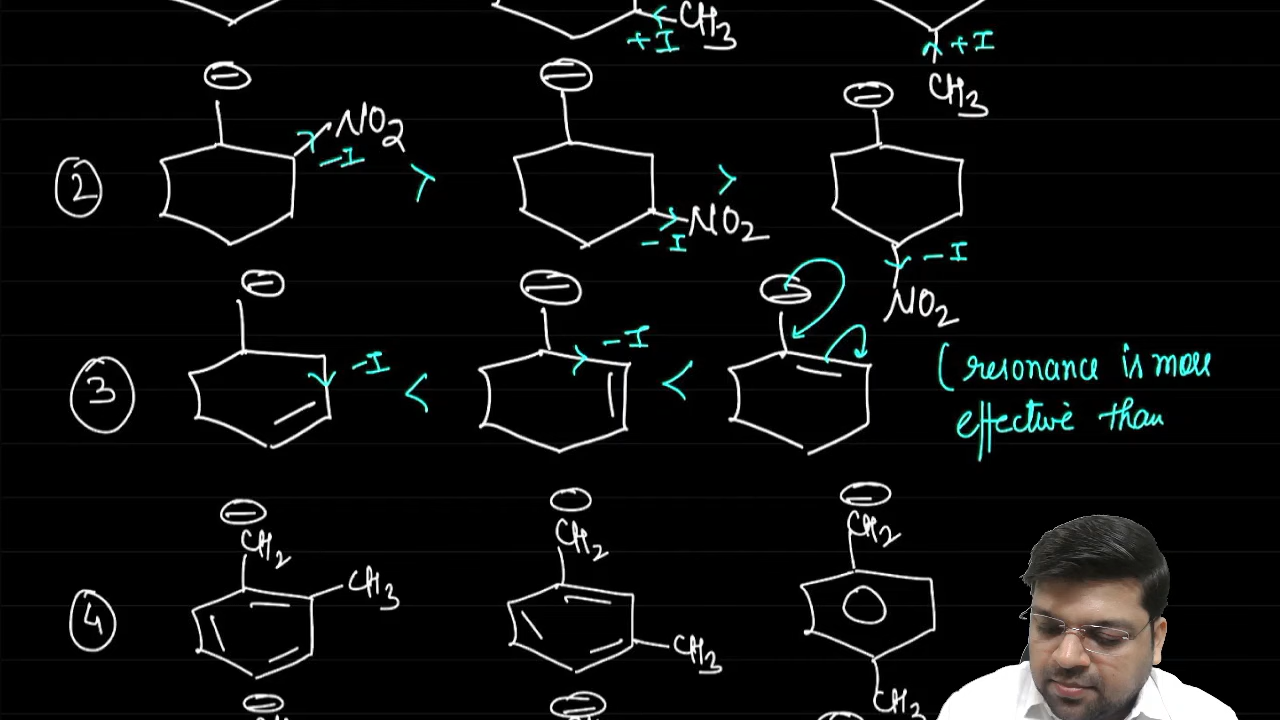 CH3
+I
+I
CH3
⊖ ⊖ ⊖
② NO2 -I > NO2 -I > -I NO2
⊖ ⊖ ⊖
③ -I < -I < ( resonance is more
effective than
⊖ ⊖
CH2 CH2 CH2
④ CH3 CH3 CH3